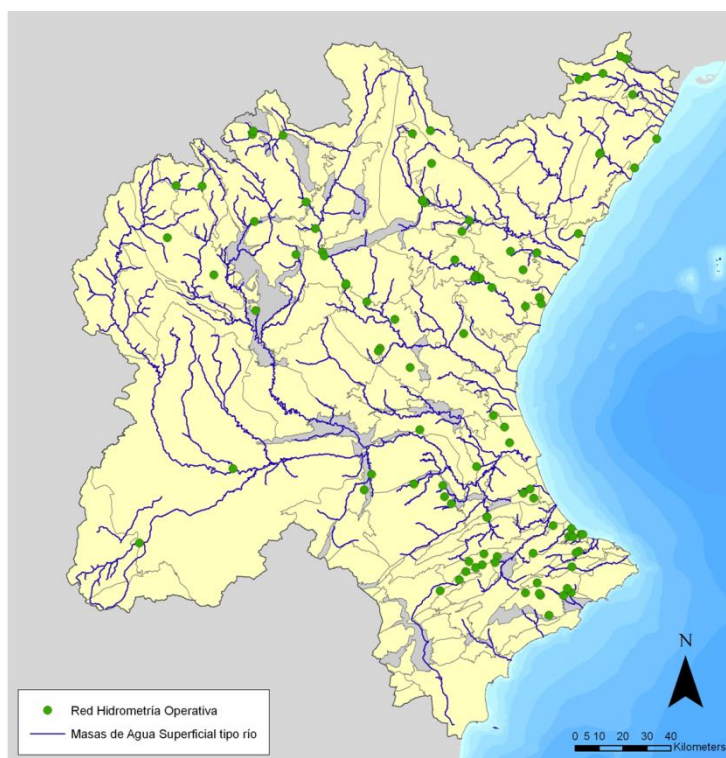 N
Red Hidrometría Operativa
Masas de Agua Superficial tipo río
0 5 10 20 30 40
Kilometers